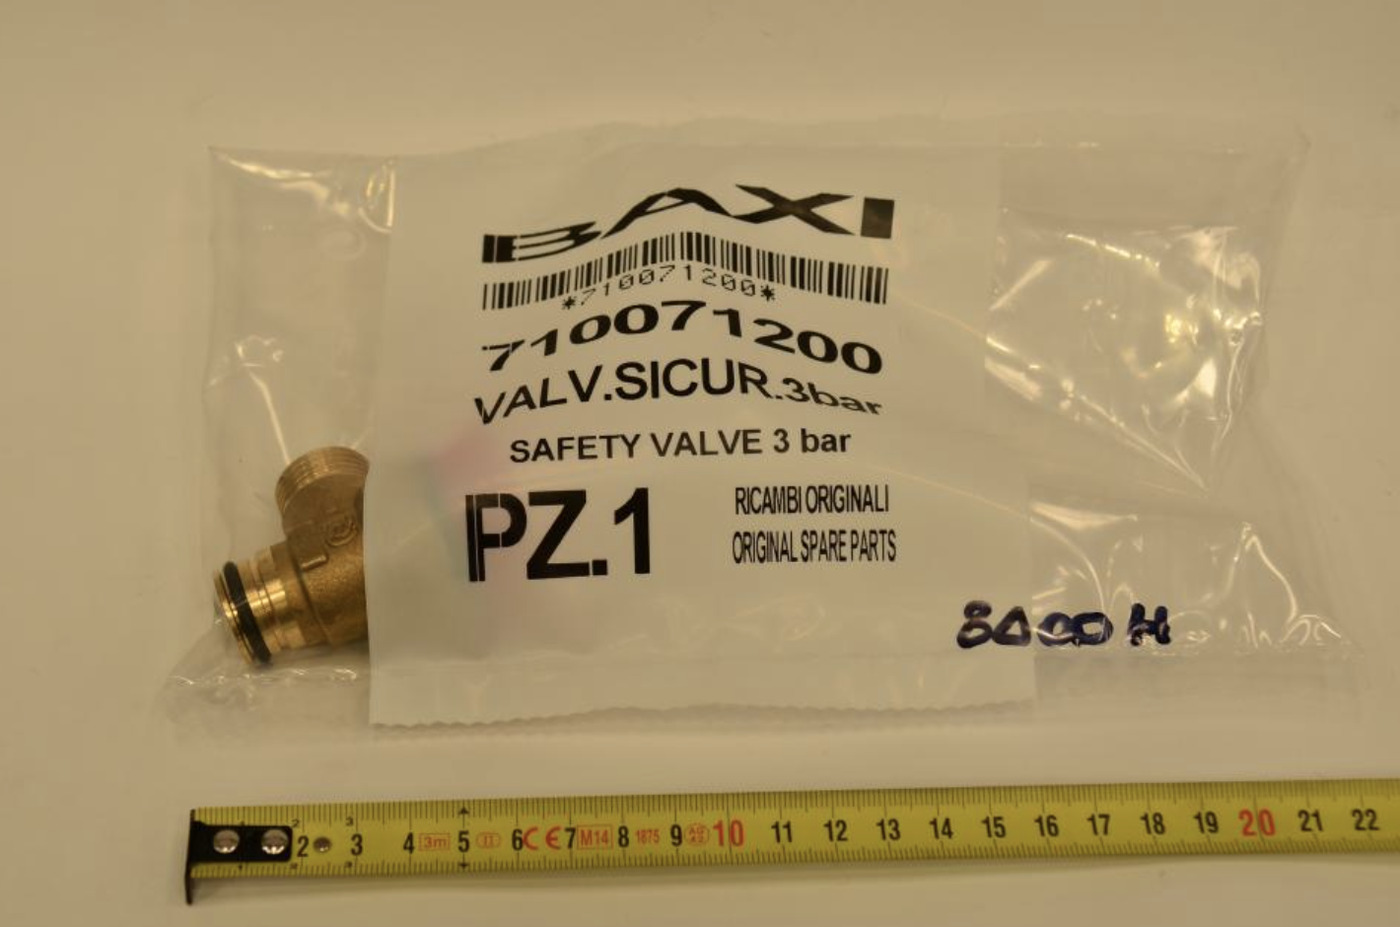 BAXI
*710071200*
710071200
VALV.SICUR.3bar
SAFETY VALVE 3 bar
PZ.1
RICAMBI ORIGINALI
ORIGINAL SPARE PARTS
2 3 4 3m 5 II 6 CE 7 M14 8 1875 9 10 11 12 13 14 15 16 17 18 19 20 21 22